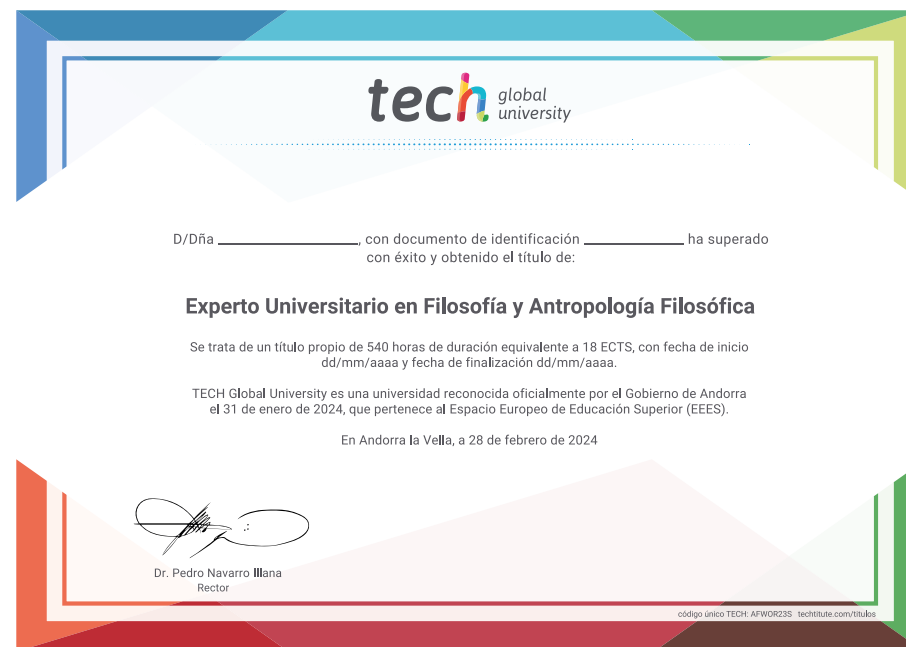 tech global university
D/Dña ________________, con documento de identificación ____________ ha superado
con éxito y obtenido el título de:
Experto Universitario en Filosofía y Antropología Filosófica
Se trata de un título propio de 540 horas de duración equivalente a 18 ECTS, con fecha de inicio
dd/mm/aaaa y fecha de finalización dd/mm/aaaa.
TECH Global University es una universidad reconocida oficialmente por el Gobierno de Andorra
el 31 de enero de 2024, que pertenece al Espacio Europeo de Educación Superior (EEES).
En Andorra la Vella, a 28 de febrero de 2024
Dr. Pedro Navarro Illana
Rector
código único TECH: AFWOR23S techtitute.com/titulos